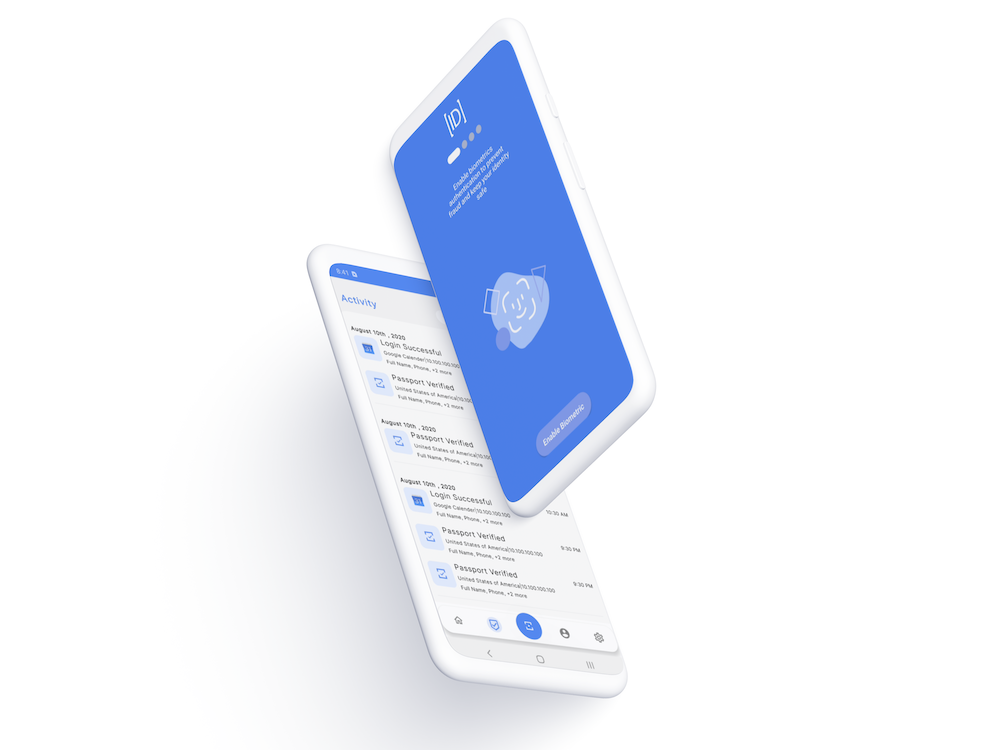 [ID]
Enable biometrics
authentication to prevent
fraud and keep your identity
safe
Enable Biometric
8:41
Activity
August 10th , 2020
Login Successful
Google Calender|10.100.100.100
Full Name, Phone, +2 more
Passport Verified
United States of America|10.
Full Name, Phone, +2 more
August 10th , 2020
Passport Verified
United States of America|10.100
Full Name, Phone, +2 more
August 10th , 2020
Login Successful
Google Calender|10.100.100.100
Full Name, Phone, +2 more
10:30 AM
Passport Verified
United States of America|10.100.100.100
Full Name, Phone, +2 more
9:30 PM
Passport Verified
United States of America|10.100.100.100
Full Name, Phone, +2 more
9:30 PM